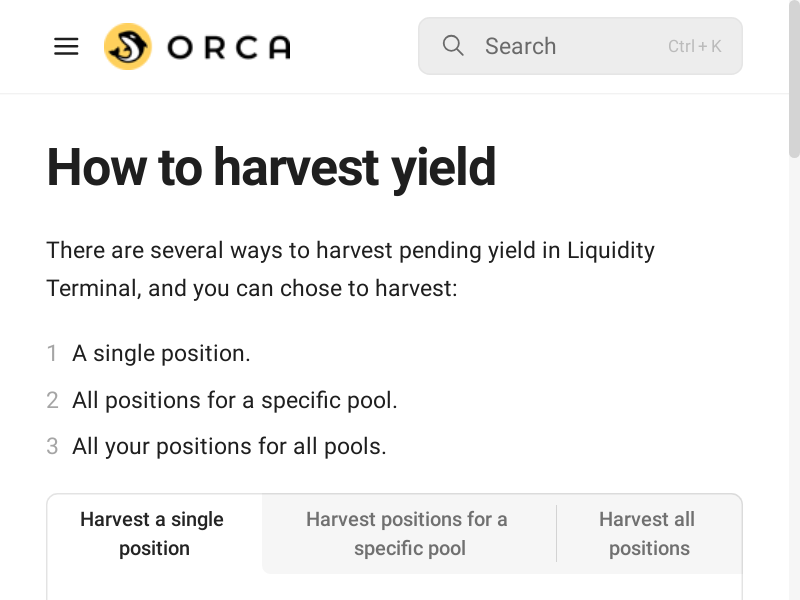 ORCA
Search
Ctrl + K
How to harvest yield
There are several ways to harvest pending yield in Liquidity
Terminal, and you can chose to harvest:
1 A single position.
2 All positions for a specific pool.
3 All your positions for all pools.
Harvest a single
position
Harvest positions for a
specific pool
Harvest all
positions